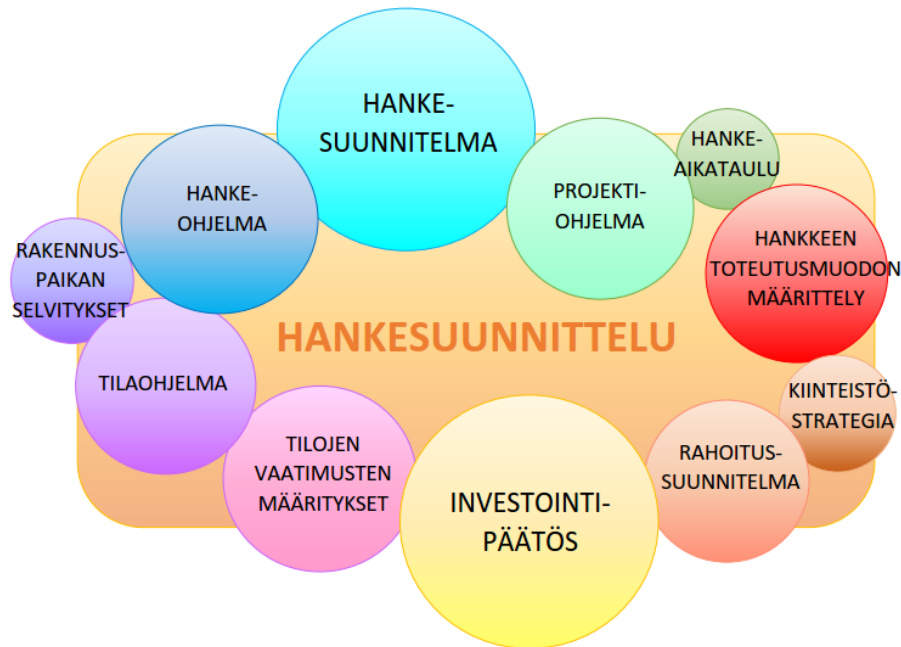 HANKE-
SUUNNITELMA
HANKE-
AIKATAULU
HANKE-
OHJELMA
PROJEKTI-
OHJELMA
HANKKEEN
TOTEUTUSMUODON
MÄÄRITTELY
RAKENNUS-
PAIKAN
SELVITYKSET
HANKESUUNNITTELU
TILAOHJELMA
KIINTEISTÖ-
STRATEGIA
TILOJEN
VAATIMUSTEN
MÄÄRITYKSET
RAHOITUS-
SUUNNITELMA
INVESTOINTI-
PÄÄTÖS